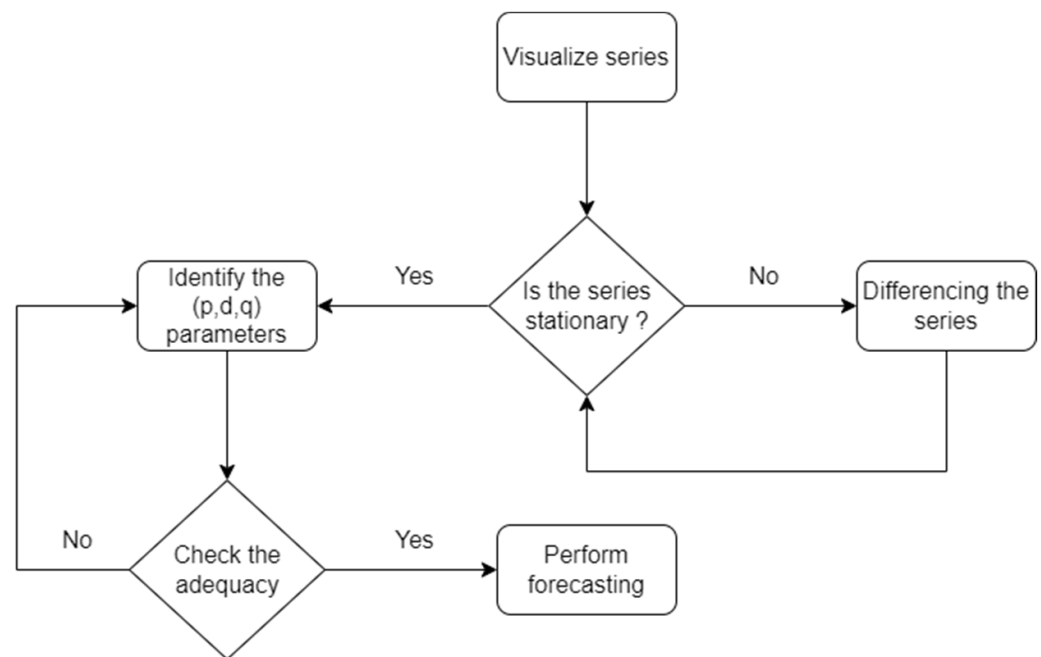 Visualize series
Identify the
(p,d,q)
parameters
Yes
Is the series
stationary ?
No
Differencing the
series
No
Check the
adequacy
Yes
Perform
forecasting